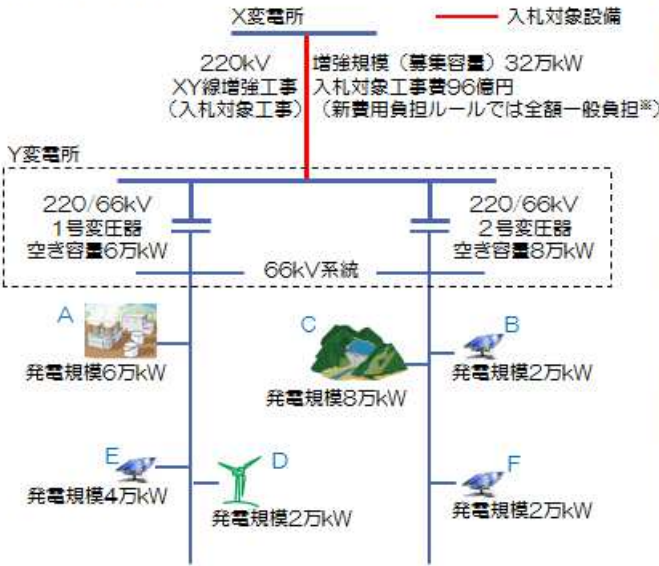 X変電所
入札対象設備
220kV
XY線増強工事
(入札対象工事)
増強規模（募集容量）32万kW
入札対象工事費96億円
（新費用負担ルールでは全額一般負担※）
Y変電所
220/66kV
1号変圧器
空き容量6万kW
220/66kV
2号変圧器
空き容量8万kW
66kV系統
A
発電規模6万kW
C
発電規模8万kW
B
発電規模2万kW
E
発電規模4万kW
D
発電規模2万kW
F
発電規模2万kW